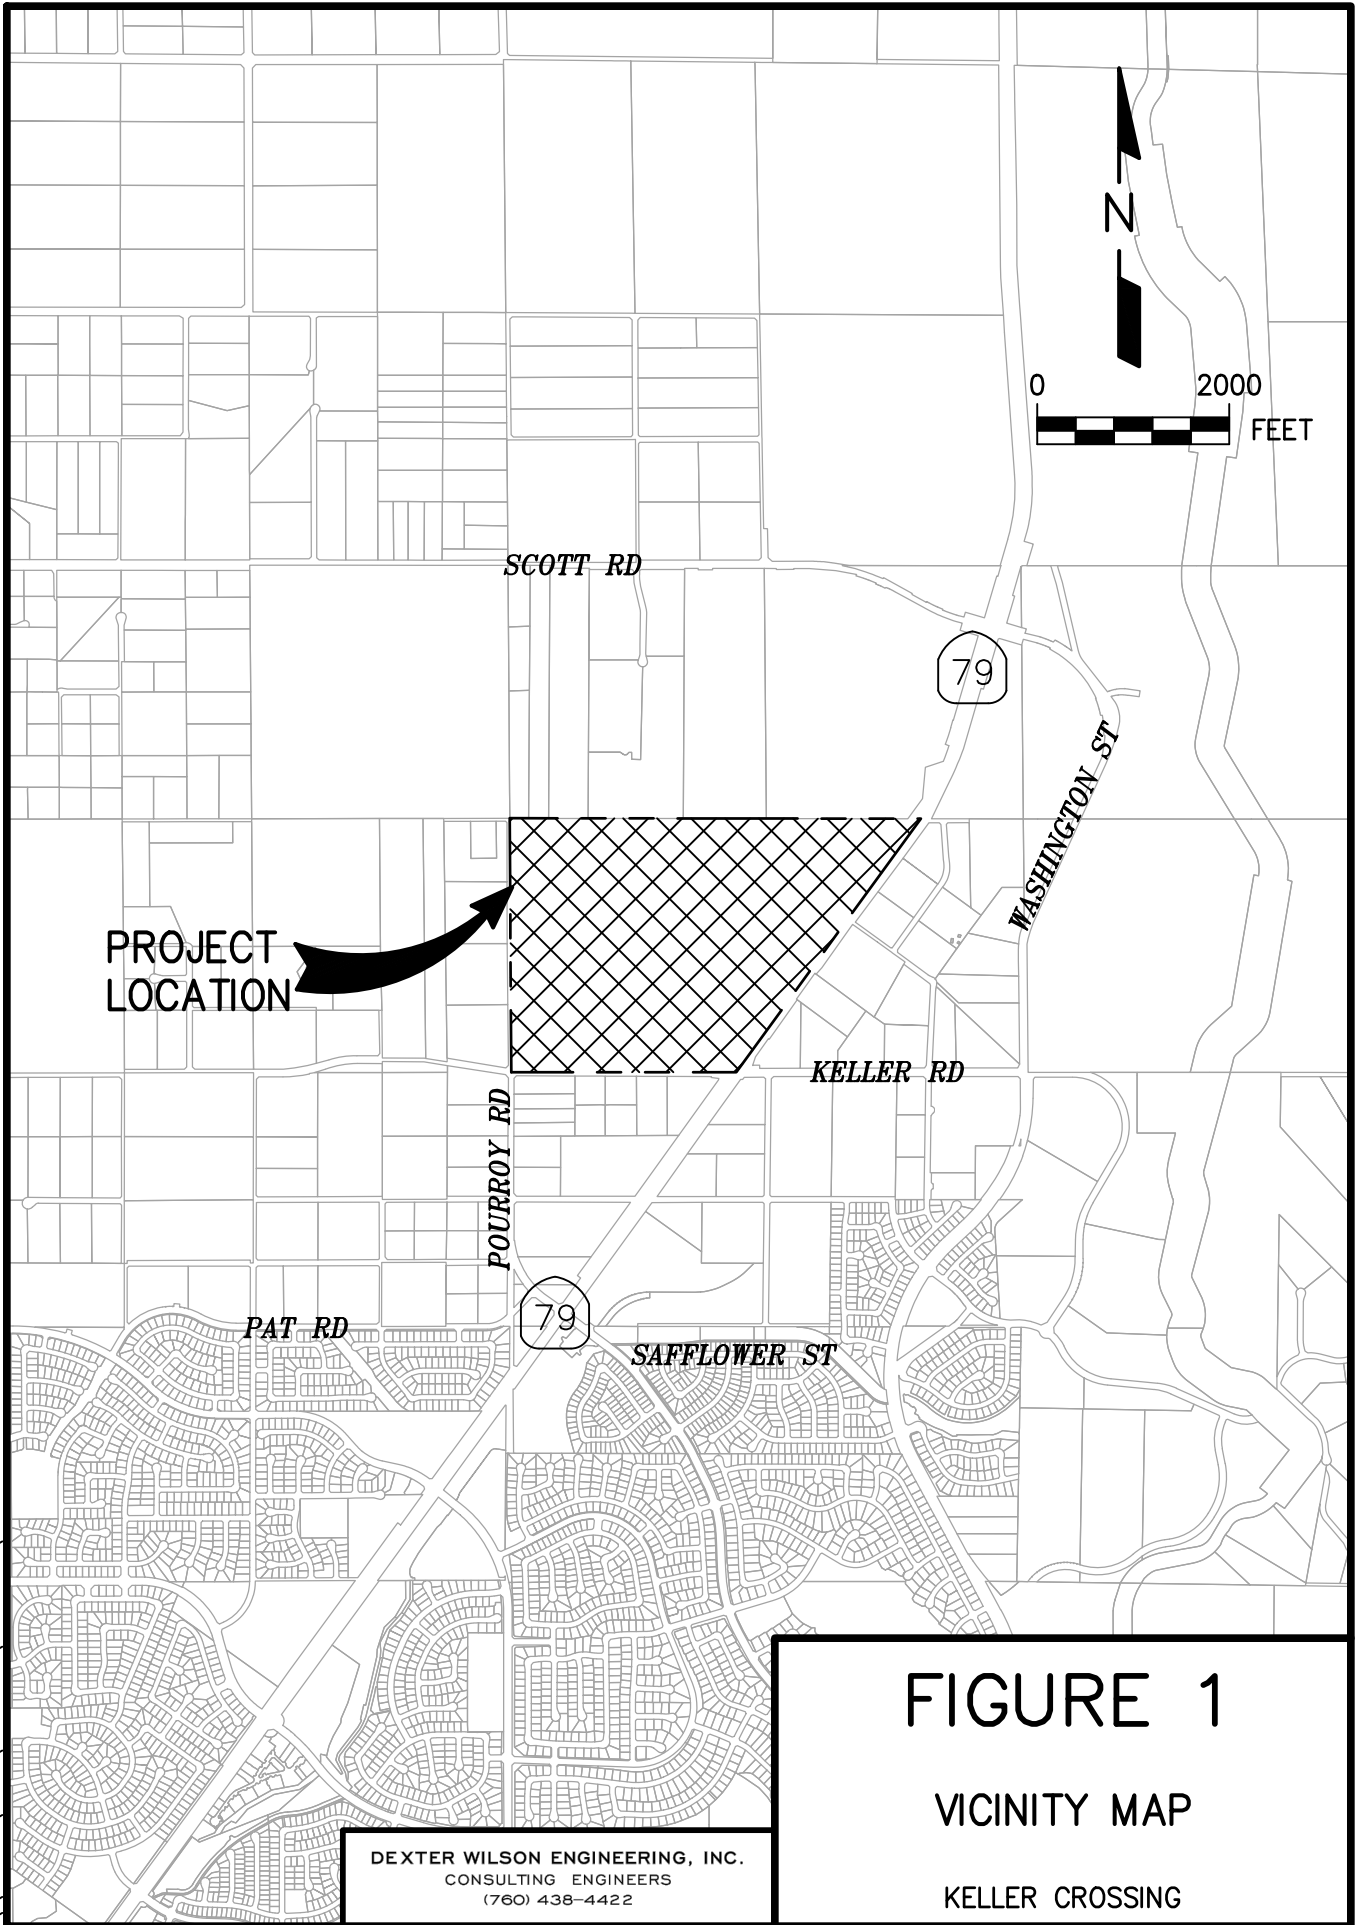 N
0 2000
FEET
SCOTT RD
79
WASHINGTON ST
PROJECT
LOCATION
KELLER RD
POURROY RD
79
PAT RD
SAFFLOWER ST
FIGURE 1
VICINITY MAP
KELLER CROSSING
DEXTER WILSON ENGINEERING, INC.
CONSULTING ENGINEERS
(760) 438-4422